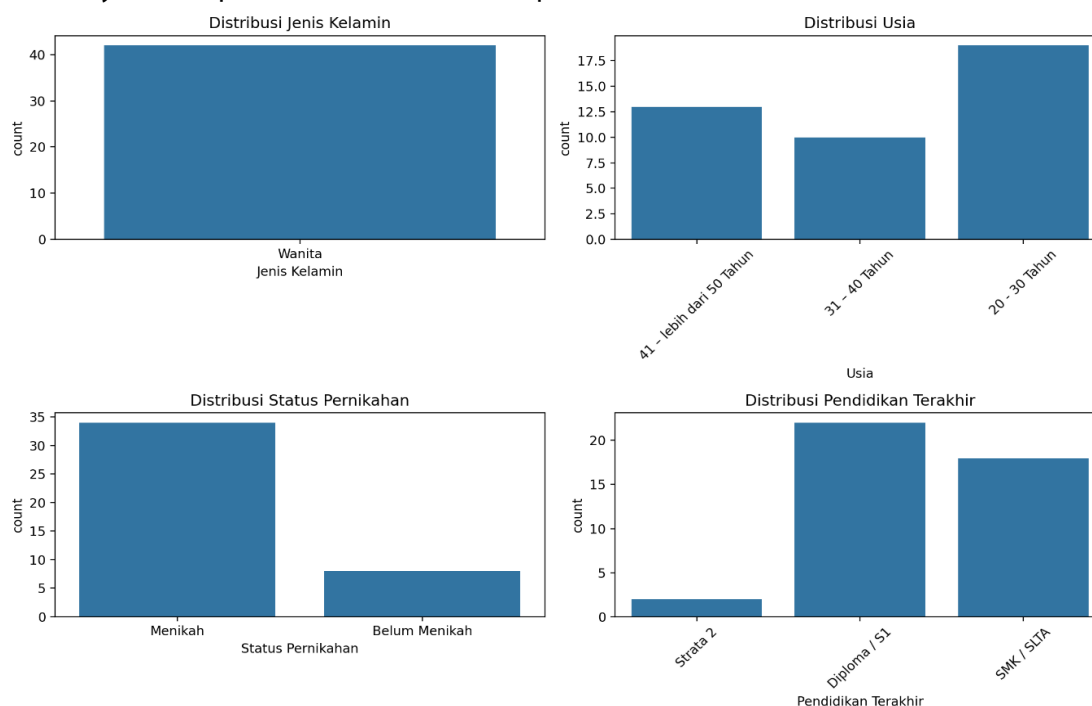 Distribusi Jenis Kelamin
40
30
20
10
0
count
Wanita
Jenis Kelamin
Distribusi Usia
17.5
15.0
12.5
10.0
7.5
5.0
2.5
0.0
count
41 – lebih dari 50 Tahun
31 – 40 Tahun
20 - 30 Tahun
Usia
Distribusi Status Pernikahan
35
30
25
20
15
10
5
0
count
Menikah
Belum Menikah
Status Pernikahan
Distribusi Pendidikan Terakhir
20
15
10
5
0
count
Strata 2
Diploma / S1
SMK / SLTA
Pendidikan Terakhir